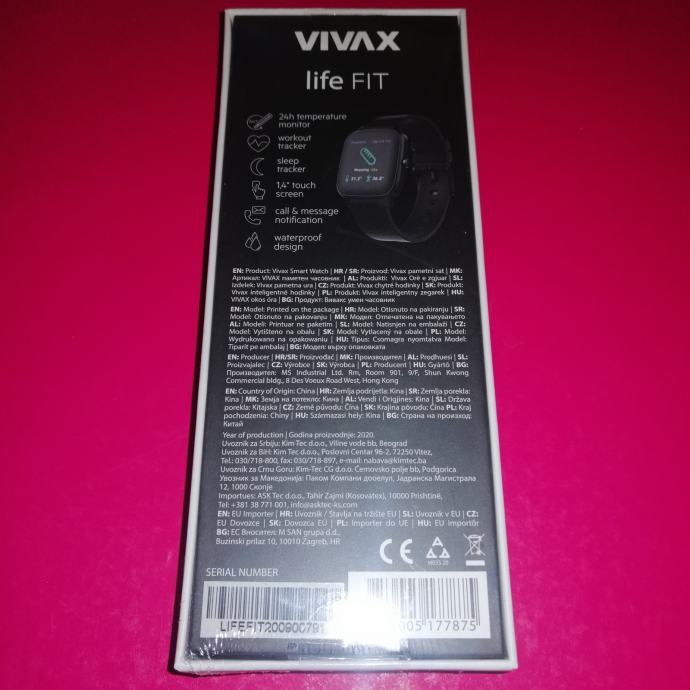 VIVAX
life FIT
24h temperature
monitor
workout
tracker
sleep
tracker
1,4" touch
screen
call & message
notification
waterproof
design
EN: Product: Vivax Smart Watch | HR / SR: Proizvod: Vivax pametni sat | MK:
Артикал: VIVAX паметен часовник | AL: Produkti: Vivax Orë e zgjuar | SL:
Izdelek: Vivax pametna ura | CZ: Produkt: Vivax chytré hodinky | SK: Produkt:
Vivax inteligentné hodinky | PL: Produkt: Vivax inteligentny zegarek | HU:
VIVAX okos óra | BG: Продукт: Вивакс умен часовник
EN: Model: Printed on the package | HR: Model: Otisnuto na pakiranju | SR:
Model: Otisnuto na pakovanju | MK: Модел: Отпечатена на пакувањето
AL: Modeli: Printuar ne paketim | SL: Model: Natisnjen na embalaži | CZ:
Model: Vytištěno na obalu | SK: Model: Vytlacený na obale | PL: Model:
Wydrukowano na opakowaniu | HU: Típus: Csomagra nyomtatva Model:
Tiparit pe ambalaj | BG: Модел: върху опаковката
EN: Producer | HR/SR: Proizvođač | MK: Производител | AL: Prodhuesi | SL:
Proizvajalec | CZ: Výrobce | SK: Výrobca | PL: Producent | HU: Gyártó | BG:
Производител: MS Industrial Ltd. Rm, Room 901, 9/F, Shun Kwong
Commercial bldg., 8 Des Voeux Road West, Hong Kong
EN: Country of Origin: China | HR: Zemlja podrijetla: Kina | SR: Zemlja porekla:
Kina | MK: Земја на потекло: Кина | AL: Vendi i Origjines: Kina | SL: Država
porekla: Kitajska | CZ: Země původu: Čína | SK: Krajina pôvodu: Čína PL: Kraj
pochodzenia: Chiny | HU: Származasi hely: Kina | BG: Страна на произход:
Китай
Year of production | Godina proizvodnje: 2020.
Uvoznik za Srbiju: Kim Tec d.o.o., Viline vode bb, Beograd
Uvoznik za BiH: Kim Tec d.o.o., Poslovni Centar 96-2, 72250 Vitez,
Tel.: 030/718-800, fax: 030/718-897, e-mail: nabava@kimtec.ba
Uvoznik za Crnu Goru: Kim-Tec CG d.o.o. Ćemovsko polje bb, Podgorica
Увозник за Македонија: Паком Компани дооелуп, Јадранска Магистрала
12, 1000 Скопје
Importues: ASK Tec d.o.o., Tahir Zajmi (Kosovatex), 10000 Prishtinë,
Tel: +381 38 771 001, info@asktec-ks.com
EN: EU Importer | HR: Uvoznik / Stavlja na tržište EU | SL: Uvoznik v EU | CZ:
EU Dovozce | SK: Dovozca EÚ | PL: Importer do UE | HU: EU importőr
BG: ЕС Вносител: M SAN grupa d.d.,
Buzinski prilaz 10, 10010 Zagreb, HR
CE
M033 20
SERIAL NUMBER
LIFEFIT200900791
005177875